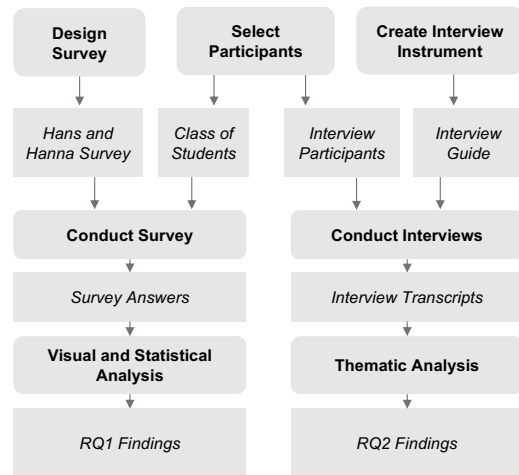 Design
Survey
Select
Participants
Create Interview
Instrument
Hans and
Hanna Survey
Class of
Students
Interview
Participants
Interview
Guide
Conduct Survey
Conduct Interviews
Survey Answers
Interview Transcripts
Visual and Statistical
Analysis
Thematic Analysis
RQ1 Findings
RQ2 Findings